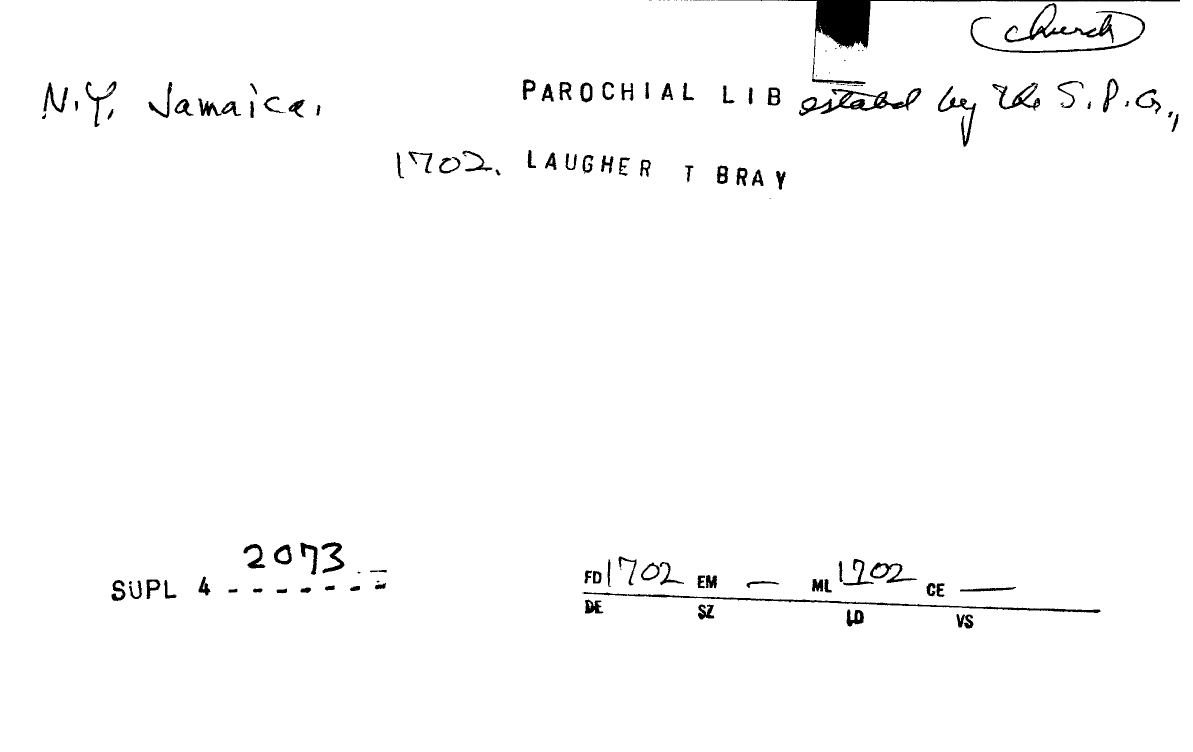 church
N.Y. Jamaica. PAROCHIAL LIB estabd by the S.P.G.,
1702. LAUGHER T BRAY
2073
SUPL 4 - - - - - - -
FD 1702 EM — ML 1702 CE —
DE SZ LD VS